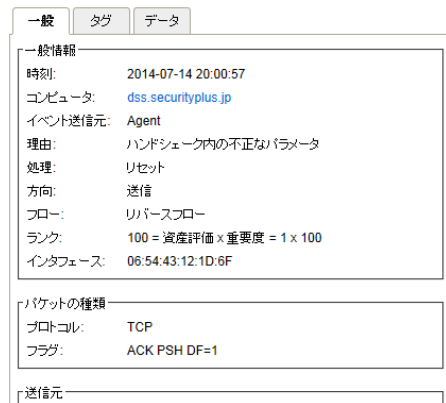 一般 タグ データ
一般情報
時刻: 2014-07-14 20:00:57
コンピュータ: dss.securityplus.jp
イベント送信元: Agent
理由: ハンドシェーク内の不正なパラメータ
処理: リセット
方向: 送信
フロー: リバースフロー
ランク: 100 = 資産評価 x 重要度 = 1 x 100
インタフェース: 06:54:43:12:1D:6F
パケットの種類
プロトコル: TCP
フラグ: ACK PSH DF=1
送信元